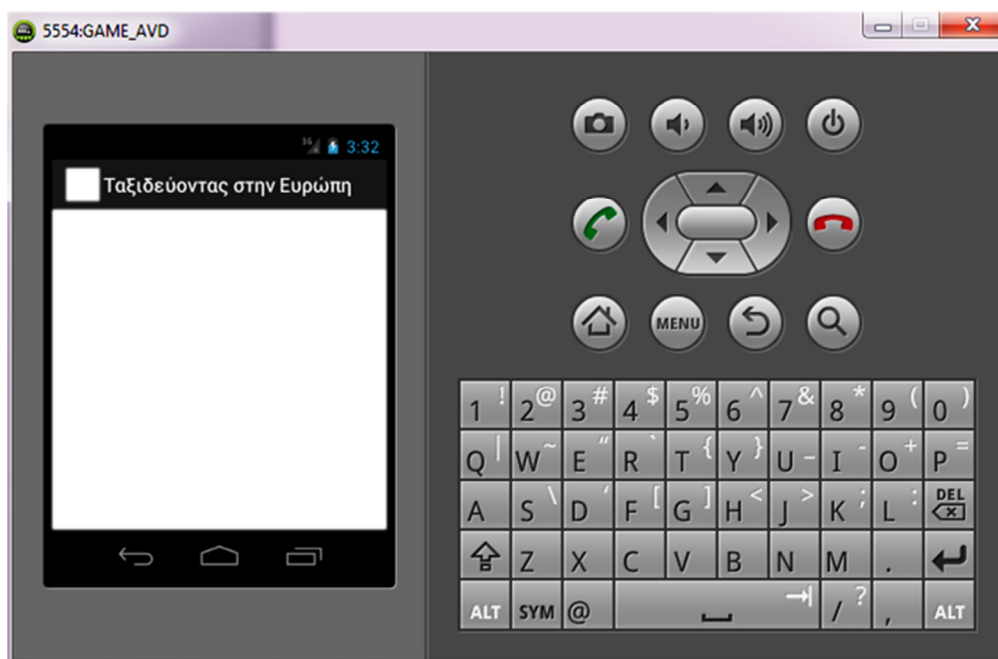 5554:GAME_AVD
3G 3:32
Ταξιδεύοντας στην Ευρώπη
MENU
1 ! 2 @ 3 # 4 $ 5 % 6 ^ 7 & 8 * 9 ( 0 )
Q | W ~ E " R ` T { Y } U _ I - O + P =
A S \ D ' F [ G ] H < J > K ; L : DEL
Z X C V B N M .
ALT SYM @ / ? , ALT